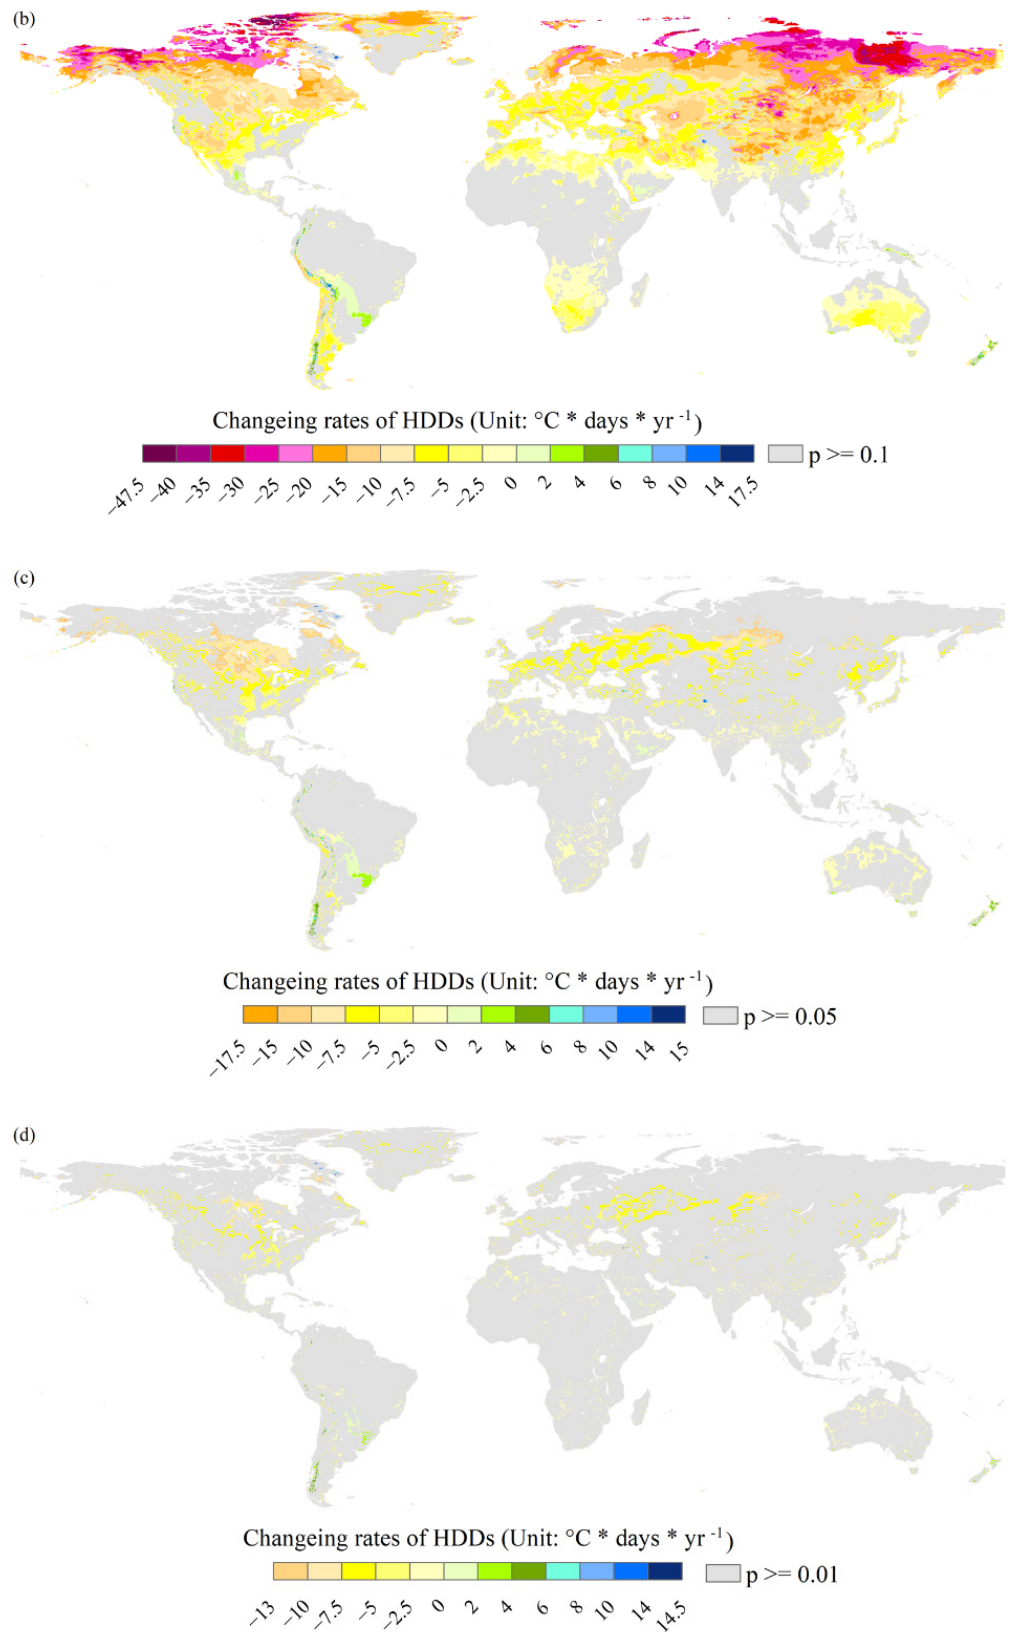 (b)
Changeing rates of HDDs (Unit: °C * days * yr -1)
p >= 0.1
−47.5 −40 −35 −30 −25 −20 −15 −10 −7.5 −5 −2.5 0 2 4 6 8 10 14 17.5
(c)
Changeing rates of HDDs (Unit: °C * days * yr -1)
p >= 0.05
−17.5 −15 −10 −7.5 −5 −2.5 0 2 4 6 8 10 14 15
(d)
Changeing rates of HDDs (Unit: °C * days * yr -1)
p >= 0.01
−13 −10 −7.5 −5 −2.5 0 2 4 6 8 10 14 14.5